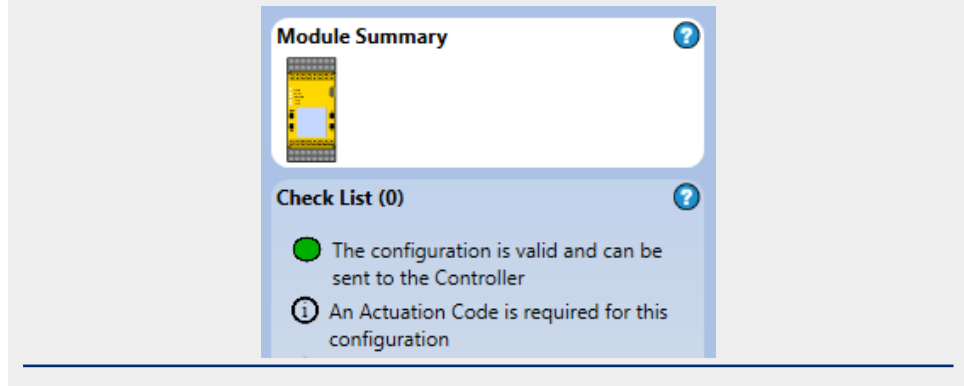 Module Summary
?
Check List (0)
?
The configuration is valid and can be
sent to the Controller
i
An Actuation Code is required for this
configuration